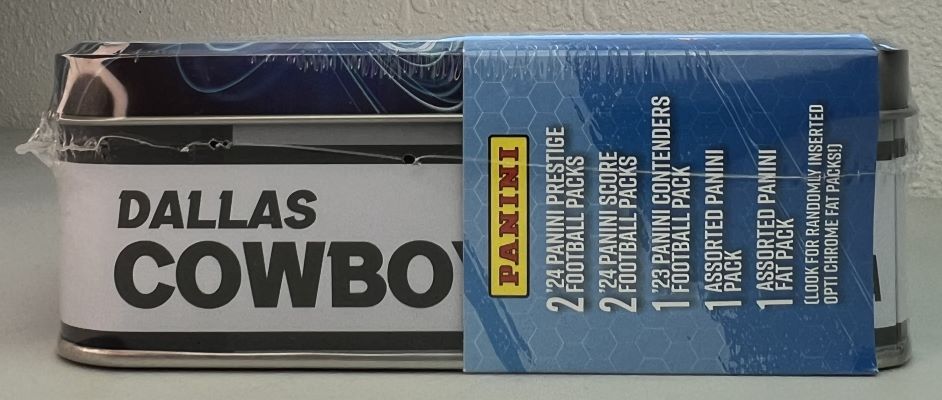 DALLAS
COWBOY
PANINI
2 '24 PANINI PRESTIGE
FOOTBALL PACKS
2 '24 PANINI SCORE
FOOTBALL PACKS
1 '23 PANINI CONTENDERS
FOOTBALL PACK
1 ASSORTED PANINI
PACK
1 ASSORTED PANINI
FAT PACK
(LOOK FOR RANDOMLY INSERTED
OPTI CHROME FAT PACKS!)